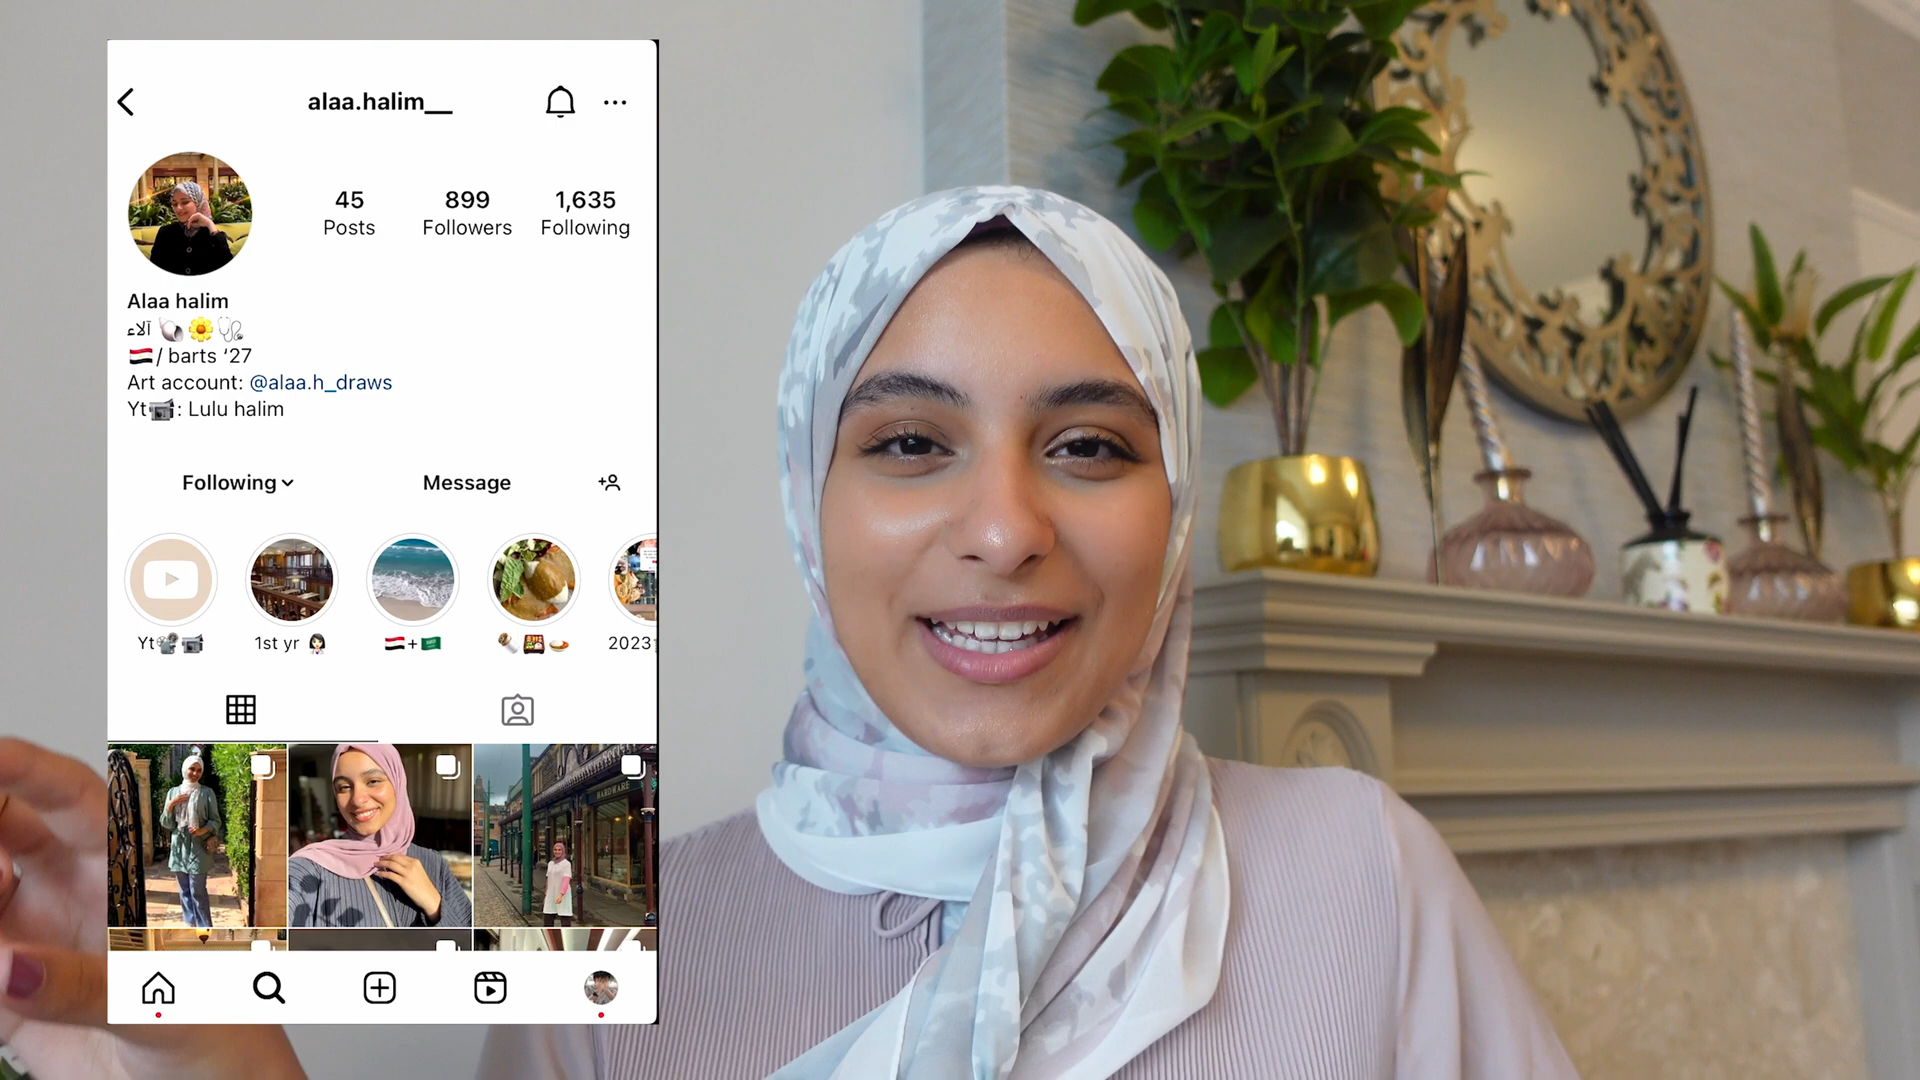 alaa.halim__
45 899 1,635
Posts Followers Following
Alaa halim
آلاء 🐚🌼🩺
🇪🇬/ barts ‘27
Art account: @alaa.h_draws
Yt📹: Lulu halim
Following Message
Yt📽️📹 1st yr 👩🏻‍⚕️ 🇪🇬+🇸🇦 🌯🍱🍛 2023
HARDWARE